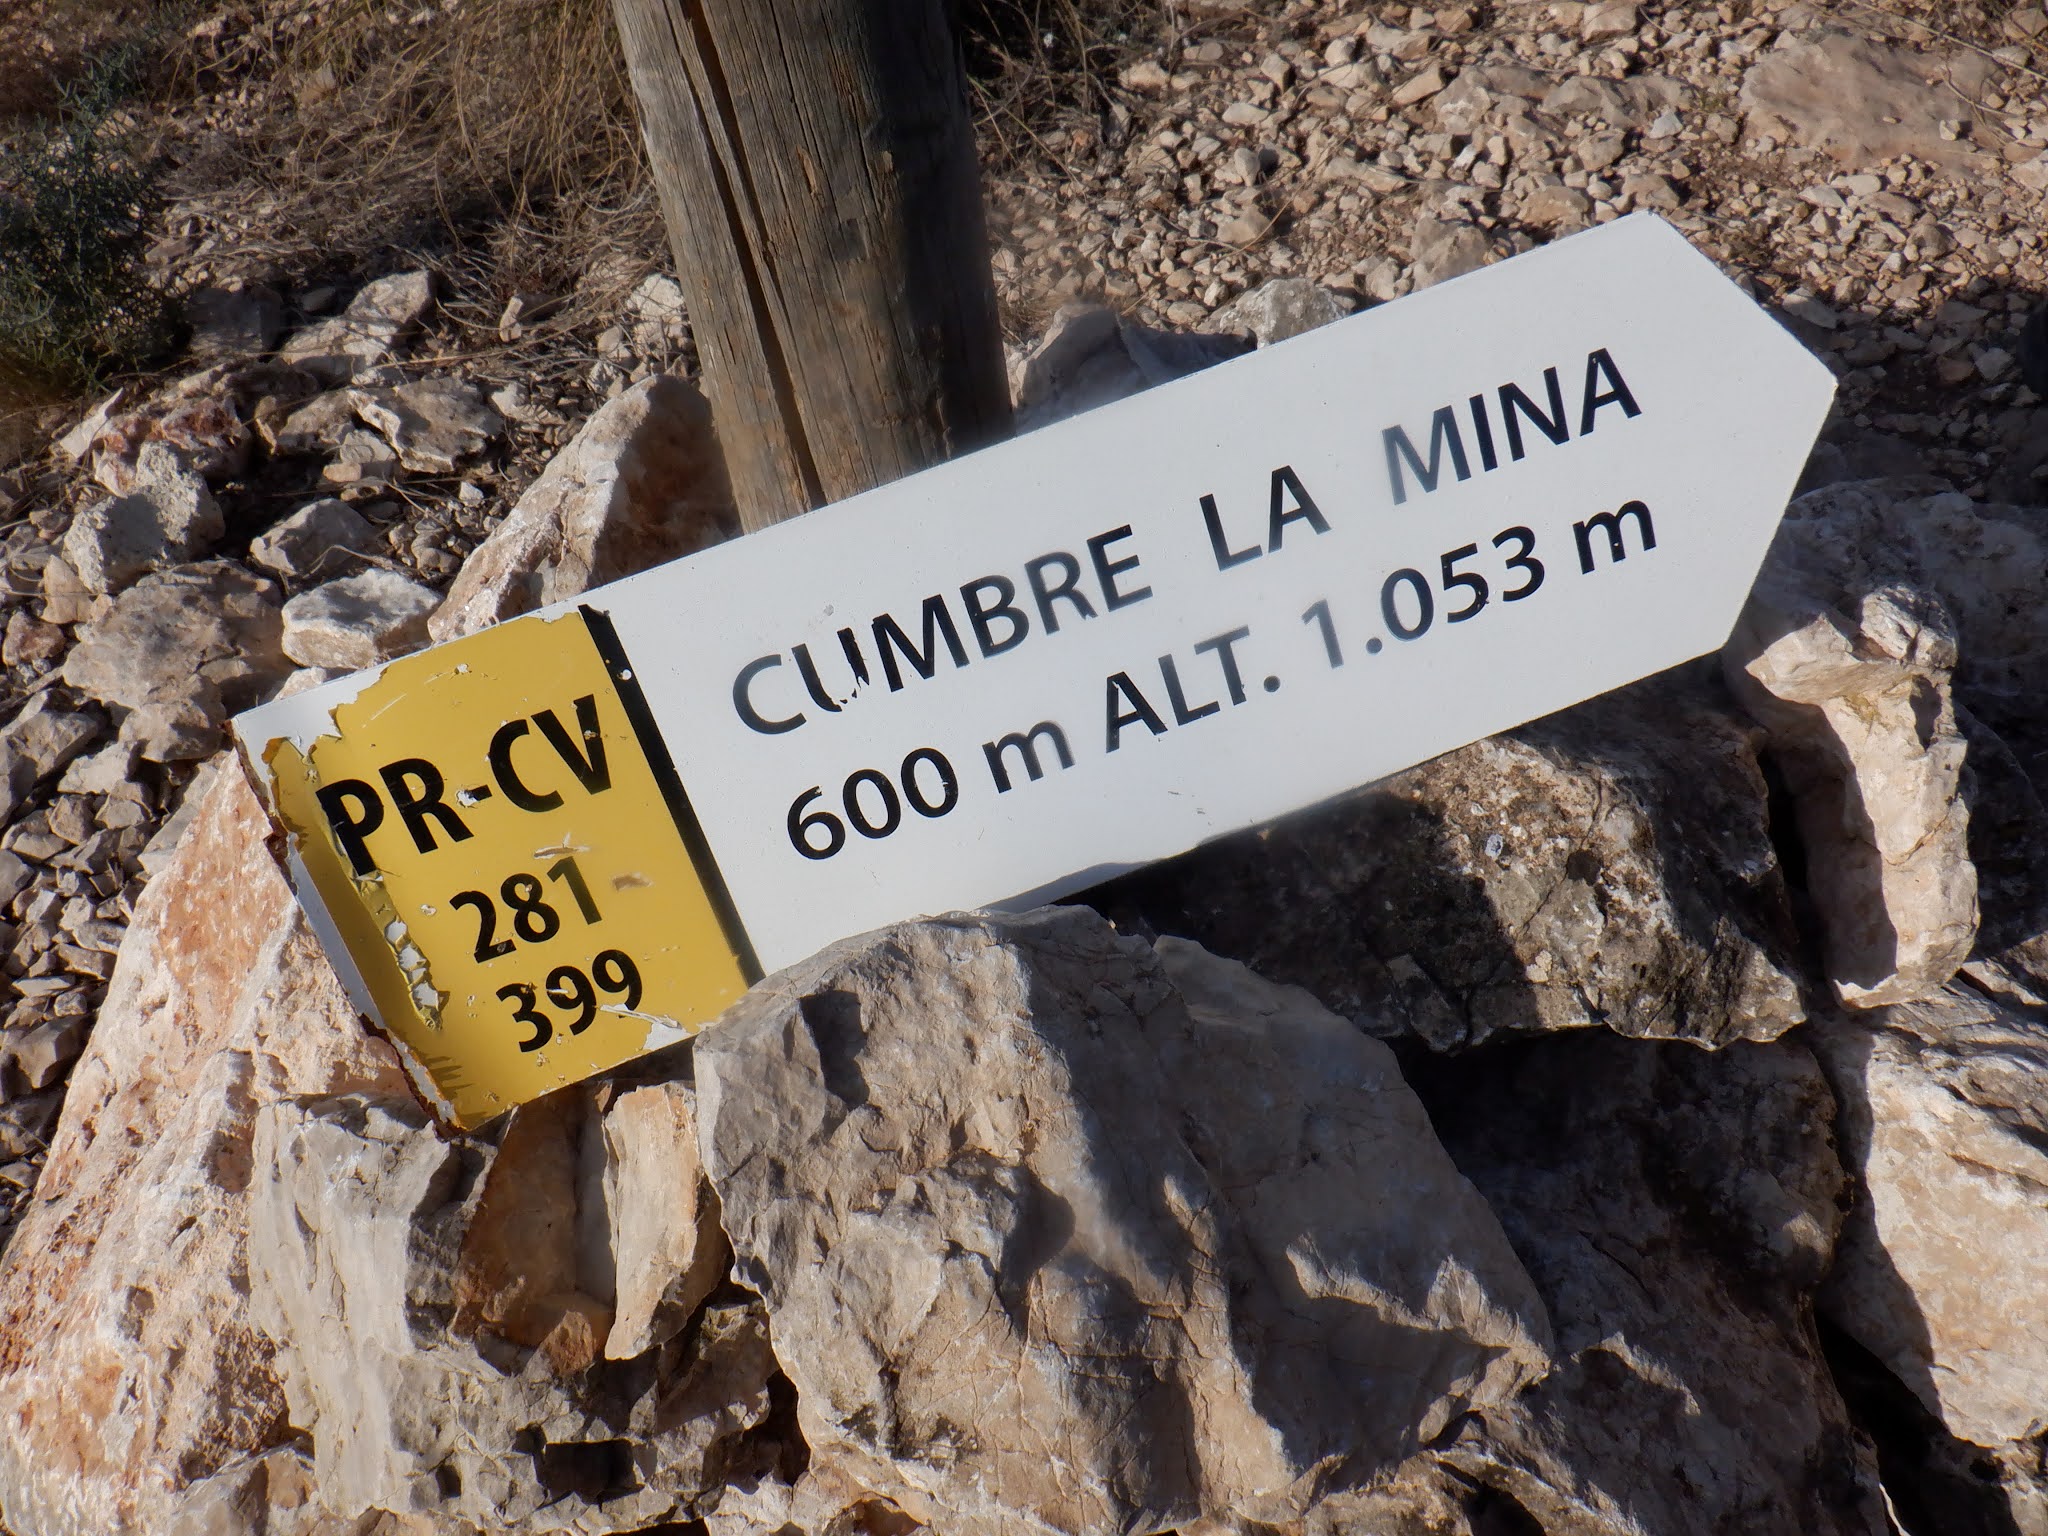 PR-CV
281
399
CUMBRE LA MINA
600 m ALT. 1.053 m